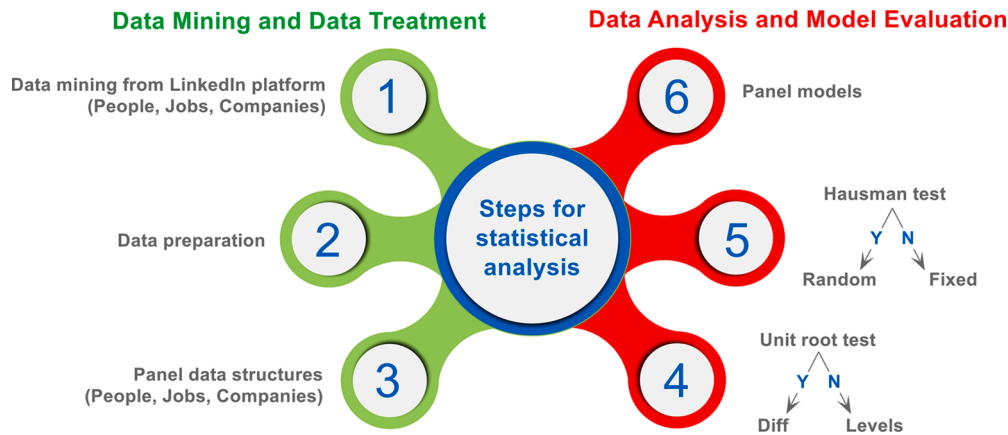 Data Mining and Data Treatment
Data Analysis and Model Evaluation
Data mining from LinkedIn platform
(People, Jobs, Companies)
1
6
Panel models
Data preparation
2
Steps for
statistical
analysis
5
Hausman test
Y N
Random Fixed
Panel data structures
(People, Jobs, Companies)
3
4
Unit root test
Y N
Diff Levels